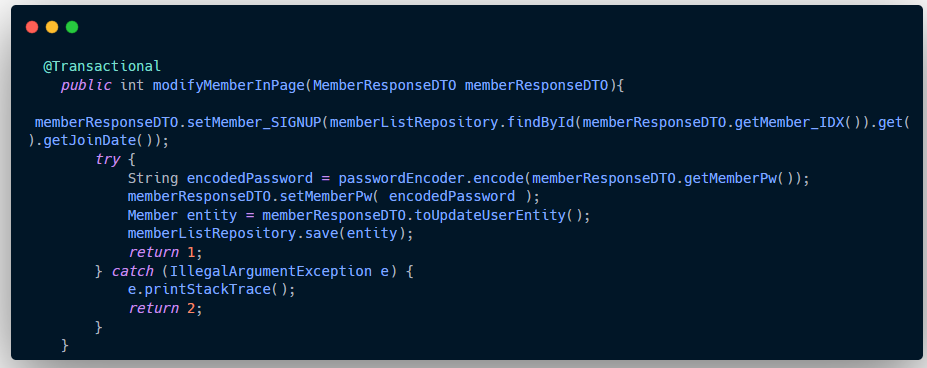 @Transactional
public int modifyMemberInPage(MemberResponseDTO memberResponseDTO){
memberResponseDTO.setMember_SIGNUP(memberListRepository.findById(memberResponseDTO.getMember_IDX()).get(
).getJoinDate());
try {
String encodedPassword = passwordEncoder.encode(memberResponseDTO.getMemberPw());
memberResponseDTO.setMemberPw( encodedPassword );
Member entity = memberResponseDTO.toUpdateUserEntity();
memberListRepository.save(entity);
return 1;
} catch (IllegalArgumentException e) {
e.printStackTrace();
return 2;
}
}